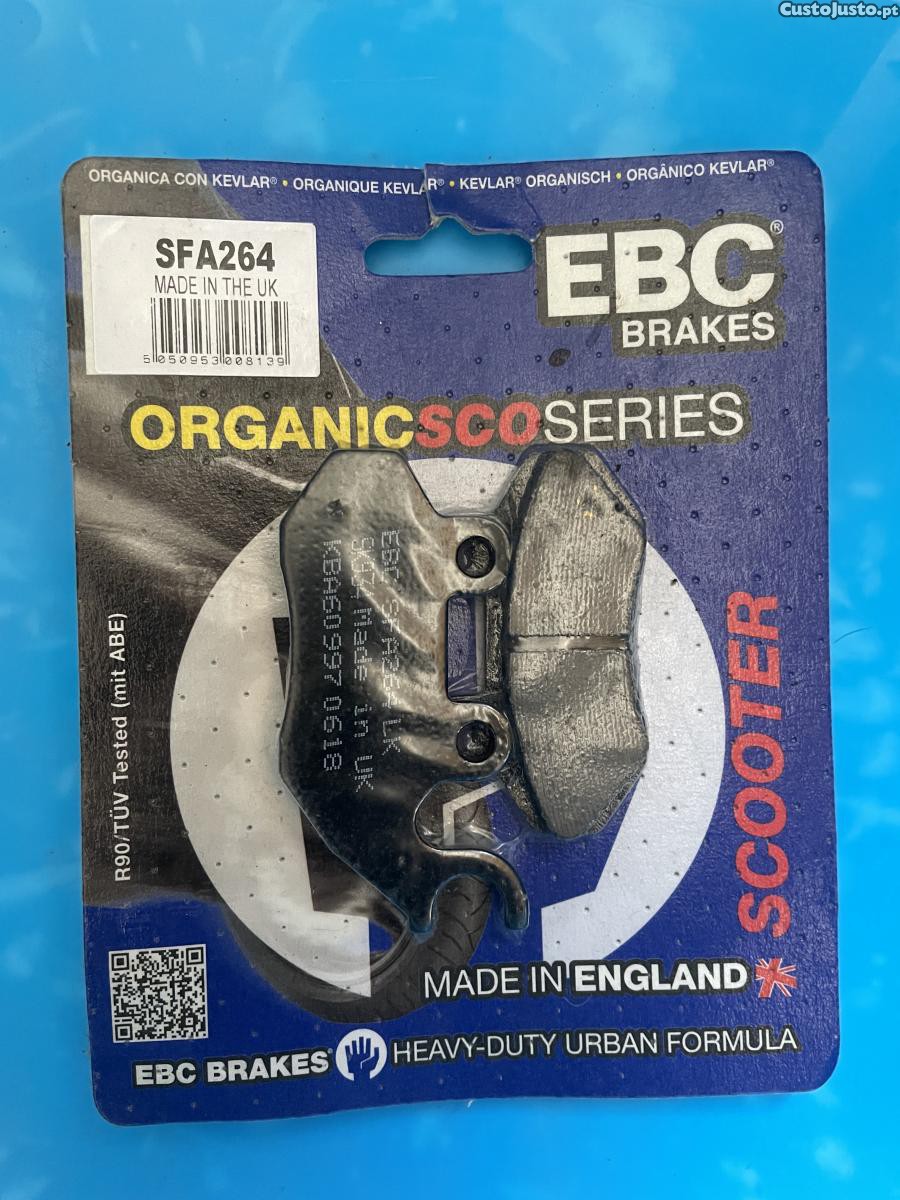 CustoJusto.pt
ORGANICA CON KEVLAR® • ORGANIQUE KEVLAR® • KEVLAR® ORGANISCH • ORGÂNICO KEVLAR®
SFA264
MADE IN THE UK
5 050953 008139
EBC®
BRAKES
ORGANICSCOSERIES
EBC SFA264 LK
9X93/Made in UK
KBA60997 0618
R90/TÜV Tested (mit ABE)
SCOOTER
MADE IN ENGLAND
EBC BRAKES® HEAVY-DUTY URBAN FORMULA